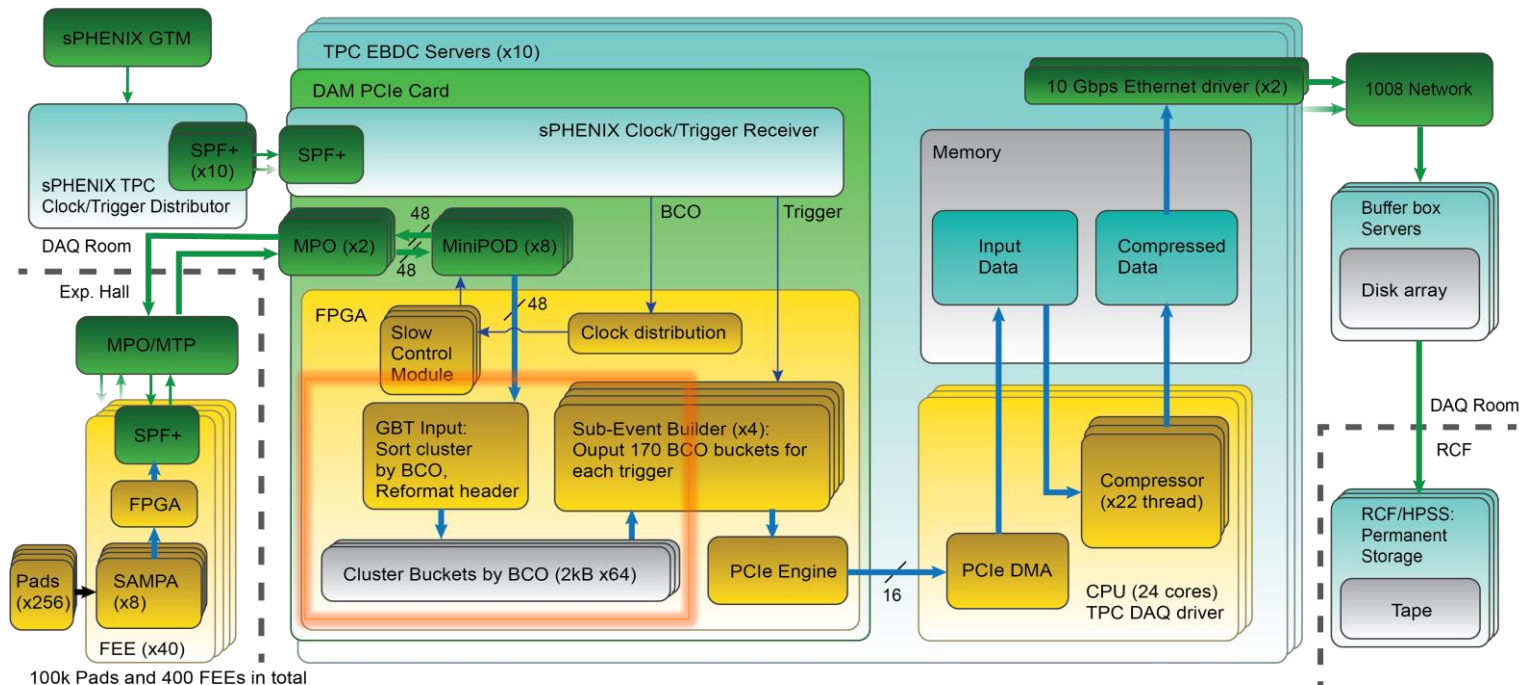 sPHENIX GTM
SPF+
(x10)
sPHENIX TPC
Clock/Trigger Distributor
DAQ Room
Exp. Hall
MPO/MTP
SPF+
FPGA
Pads
(x256)
SAMPA
(x8)
FEE (x40)
100k Pads and 400 FEEs in total
TPC EBDC Servers (x10)
DAM PCIe Card
sPHENIX Clock/Trigger Receiver
SPF+
BCO
Trigger
MPO (x2)
48
48
MiniPOD (x8)
48
FPGA
Slow
Control
Module
Clock distribution
GBT Input:
Sort cluster
by BCO,
Reformat header
Sub-Event Builder (x4):
Ouput 170 BCO buckets for
each trigger
Cluster Buckets by BCO (2kB x64)
PCIe Engine
16
10 Gbps Ethernet driver (x2)
Memory
Input
Data
Compressed
Data
Compressor
(x22 thread)
PCIe DMA
CPU (24 cores)
TPC DAQ driver
1008 Network
Buffer box
Servers
Disk array
DAQ Room
RCF
RCF/HPSS:
Permanent
Storage
Tape